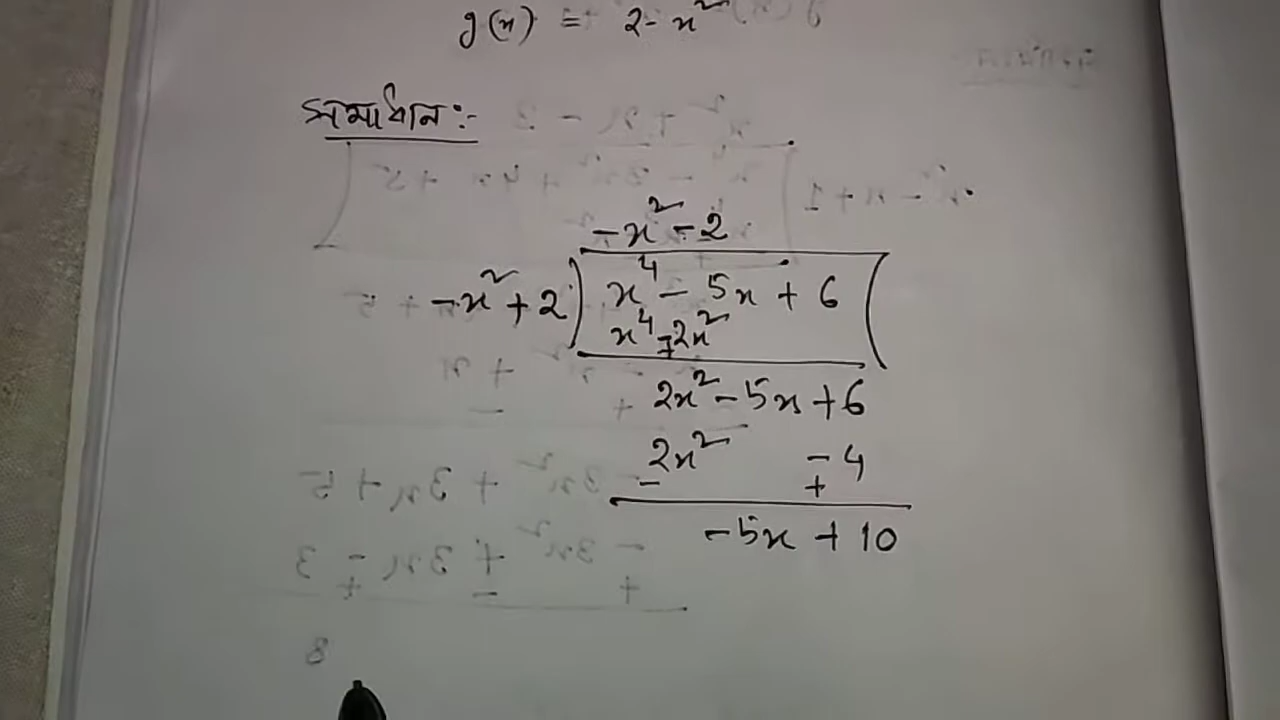 g(x) = 2 - x²
সমাধান :-
-x² - 2
-x² + 2) x⁴ - 5x + 6 (
x⁴ - 2x²
+
2x² - 5x + 6
2x² - 4
- +
-5x + 10